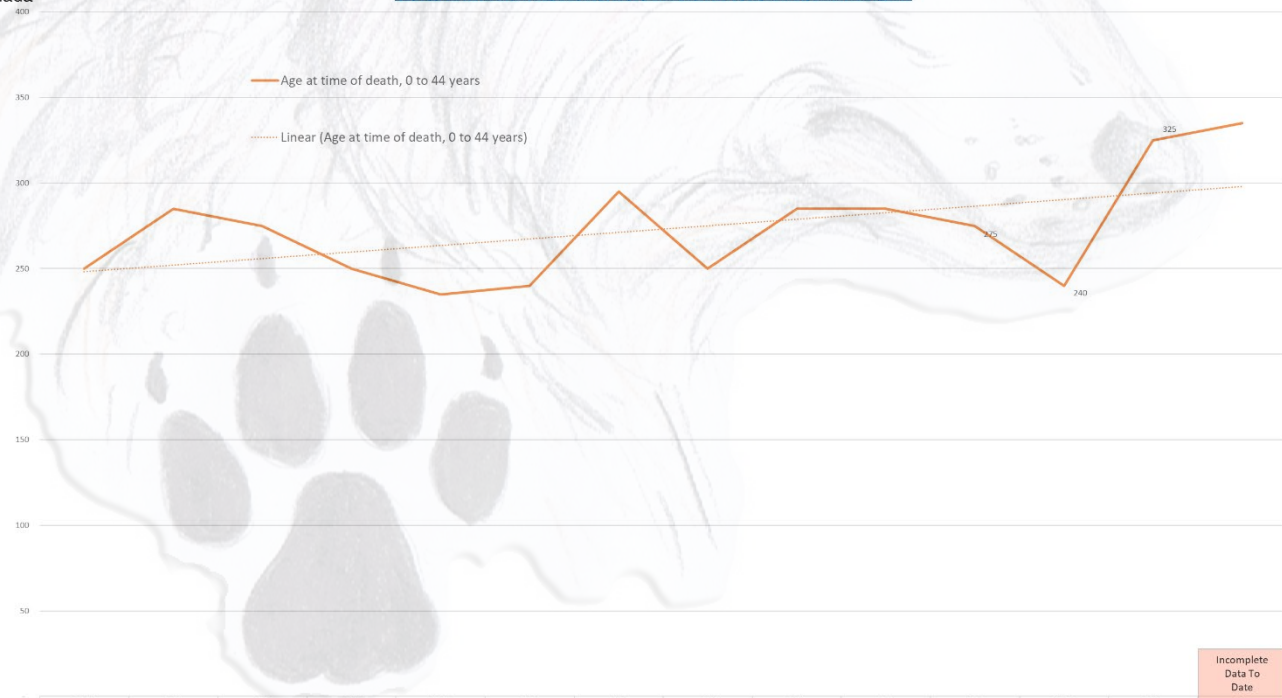 400
Age at time of death, 0 to 44 years
350
Linear (Age at time of death, 0 to 44 years)
325
300
275
250
240
200
150
100
50
Incomplete
Data To
Date